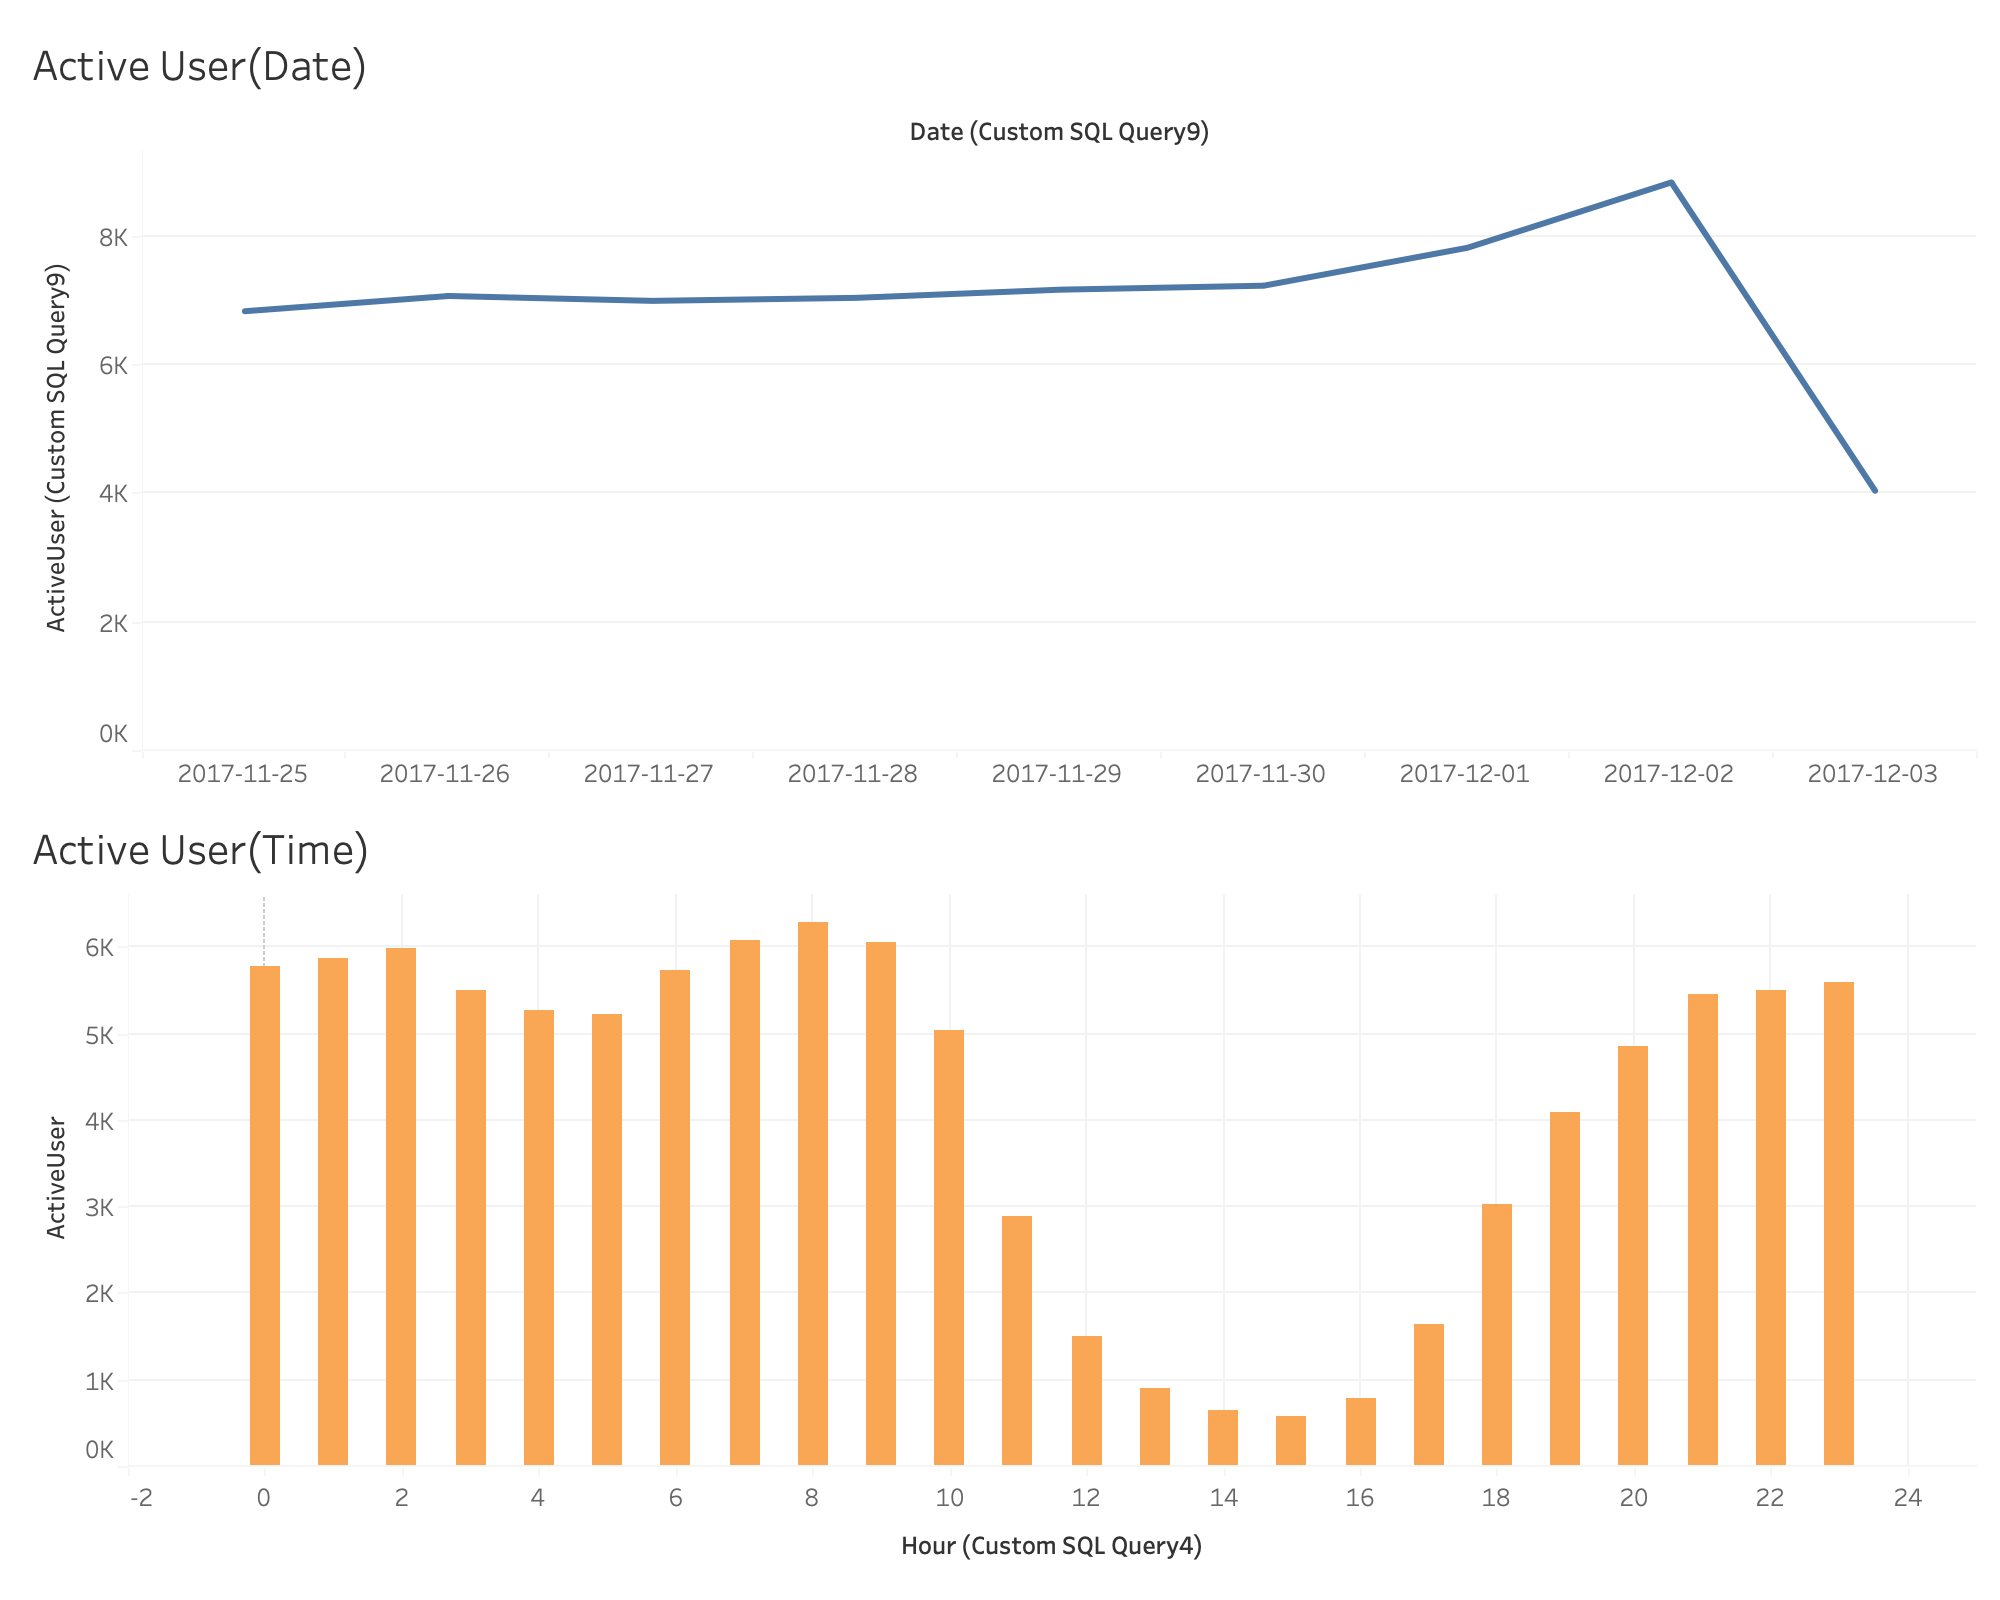 Active User(Date)
Date (Custom SQL Query9)
ActiveUser (Custom SQL Query9)
8K
6K
4K
2K
0K
2017-11-25 2017-11-26 2017-11-27 2017-11-28 2017-11-29 2017-11-30 2017-12-01 2017-12-02 2017-12-03
Active User(Time)
ActiveUser
6K
5K
4K
3K
2K
1K
0K
-2 0 2 4 6 8 10 12 14 16 18 20 22 24
Hour (Custom SQL Query4)